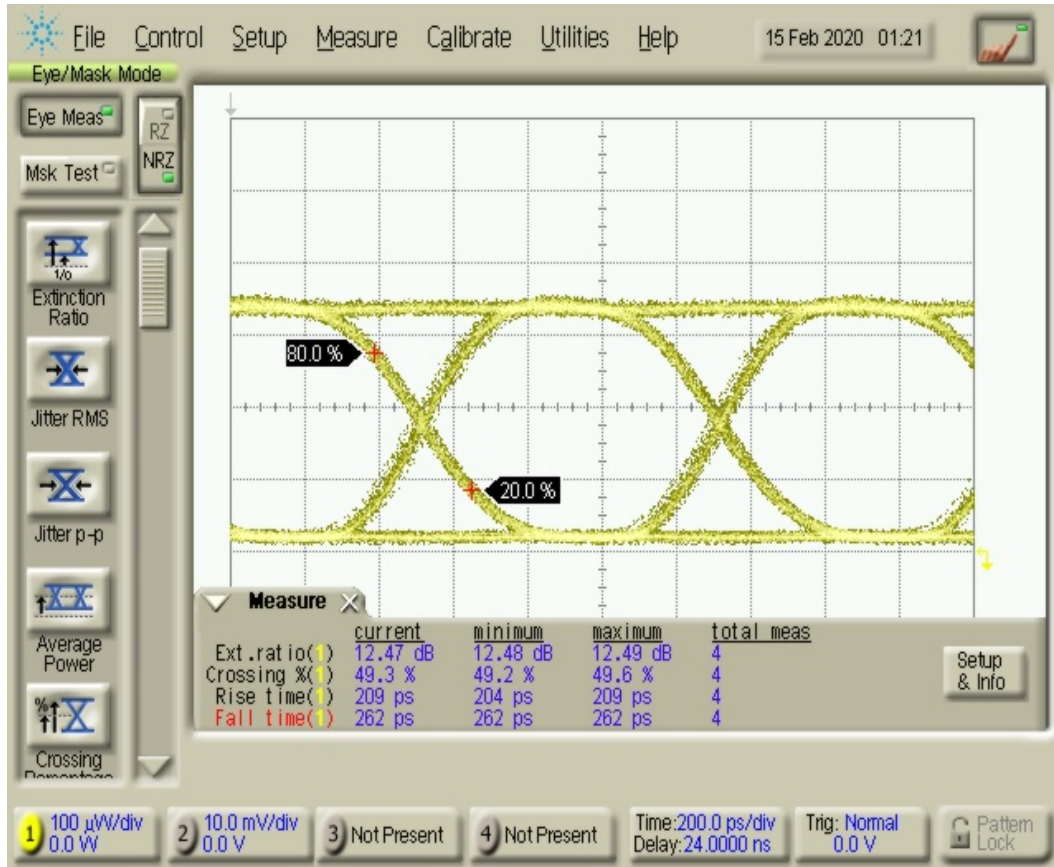 File Control Setup Measure Calibrate Utilities Help 15 Feb 2020 01:21
Eye/Mask Mode
Eye Meas
RZ
NRZ
Msk Test
1/0
Extinction
Ratio
80.0 %
Jitter RMS
20.0 %
Jitter p-p
Average
Power
%
Crossing
Percentage
Measure
current minimum maximum total meas
Ext.ratio(1) 12.47 dB 12.48 dB 12.49 dB 4
Crossing %(1) 49.3 % 49.2 % 49.6 % 4
Rise time(1) 209 ps 204 ps 209 ps 4
Fall time(1) 262 ps 262 ps 262 ps 4
Setup
& Info
1 100 µW/div
0.0 W
2 10.0 mV/div
0.0 V
3 Not Present
4 Not Present
Time:200.0 ps/div
Delay:24.0000 ns
Trig: Normal
0.0 V
Pattern
Lock